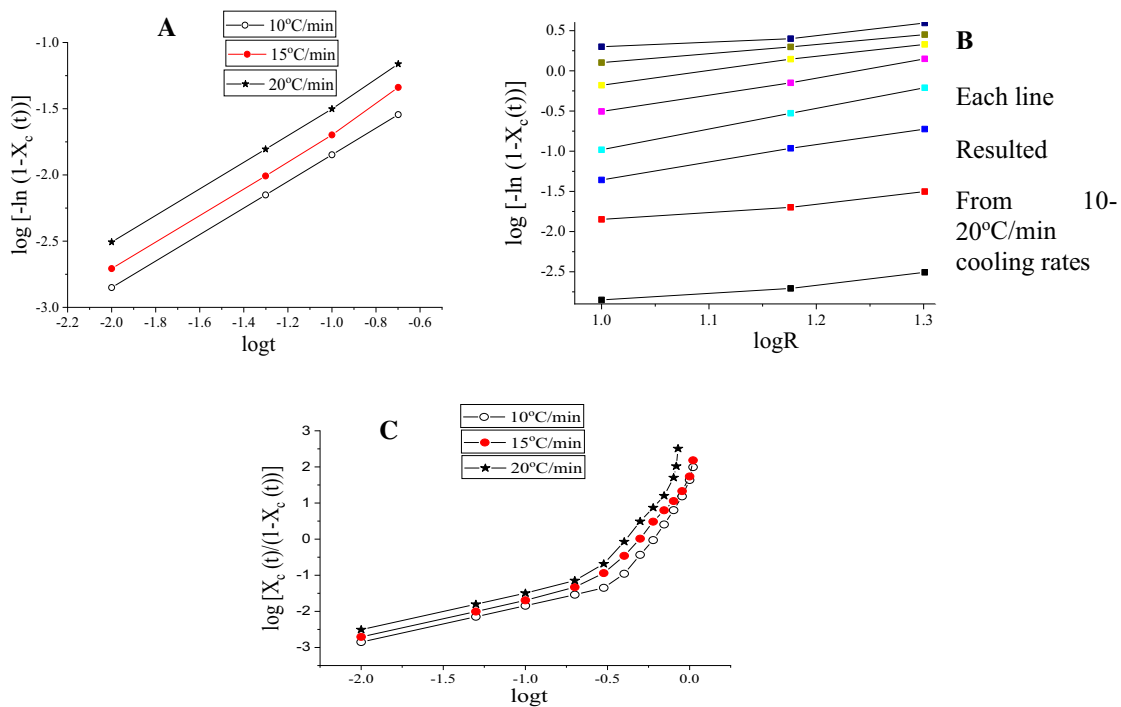 A
10ºC/min
15ºC/min
20ºC/min
-1.0
-1.5
-2.0
-2.5
-3.0
log [-ln (1-Xc (t))]
-2.2 -2.0 -1.8 -1.6 -1.4 -1.2 -1.0 -0.8 -0.6
logt
B
0.5
0.0
-0.5
-1.0
-1.5
-2.0
-2.5
log [-ln (1-Xc(t))]
1.0 1.1 1.2 1.3
logR
Each line
Resulted
From 10-
20ºC/min
cooling rates
C
10ºC/min
15ºC/min
20ºC/min
3
2
1
0
-1
-2
-3
log [Xc (t)/(1-Xc (t))]
-2.0 -1.5 -1.0 -0.5 0.0
logt